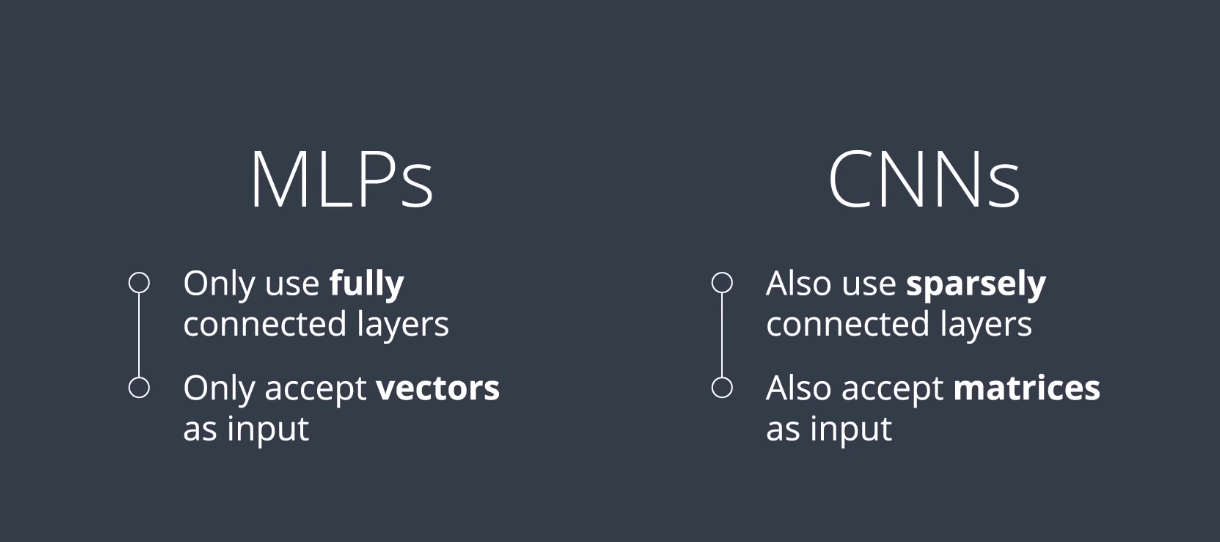 MLPs
Only use fully
connected layers
Only accept vectors
as input
CNNs
Also use sparsely
connected layers
Also accept matrices
as input